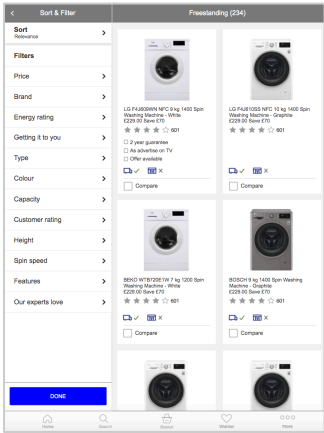 Sort & Filter
Freestanding (234)
Sort
Relevance
Filters
Price
Brand
Energy rating
Getting it to you
Type
Colour
Capacity
Customer rating
Height
Spin speed
Features
Our experts love
DONE
LG F4J609WN NFC 9 kg 1400 Spin
Washing Machine - White
£229.00 Save £70
601
2 year guarantee
As advertise on TV
Offer available
Compare
LG F4J610SS NFC 10 kg 1400 Spin
Washing Machine - Graphite
£229.00 Save £70
601
Compare
BEKO WTB720E1W 7 kg 1200 Spin
Washing Machine - White
£229.00 Save £70
601
Compare
BOSCH 9 kg 1400 Spin Washing
Machine - Graphite
£229.00 Save £70
601
Compare
Home
Search
Basket
Wishlist
More